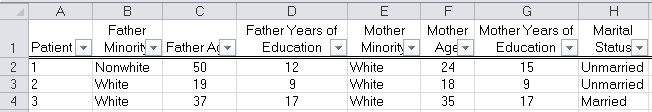 A B C D E F G H
1 Patient Father Minority Father Ag Father Years of Education Mother Minority Mother Age Mother Years of Education Marital Status
2 1 Nonwhite 50 12 White 24 15 Unmarried
3 2 White 19 9 White 18 9 Unmarried
4 3 White 37 17 White 35 17 Married